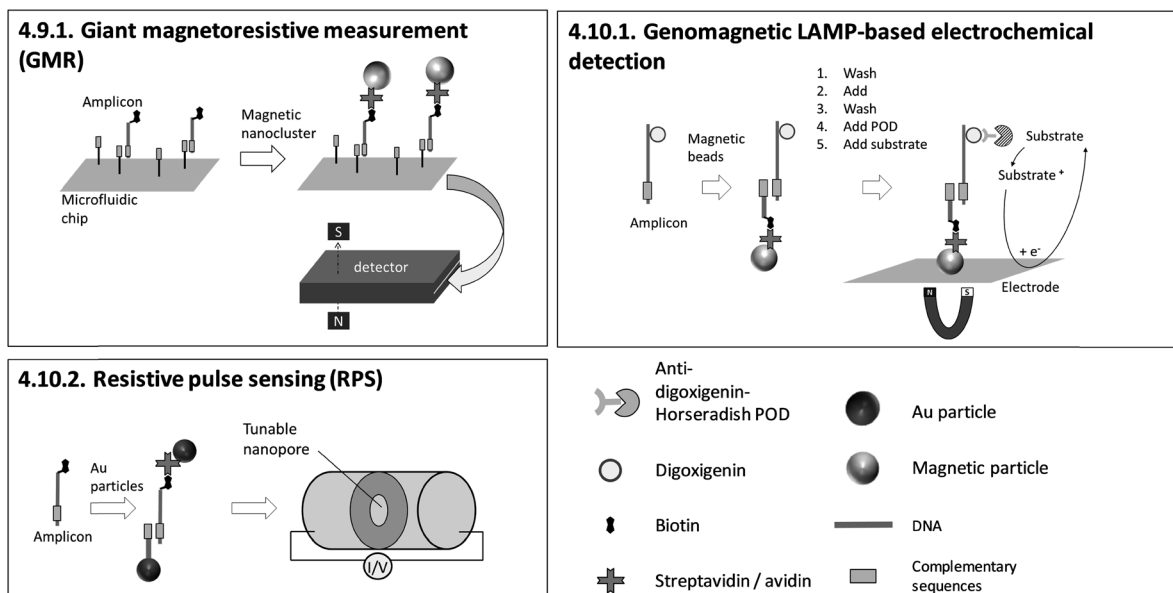 4.9.1. Giant magnetoresistive measurement
(GMR)
Amplicon
Magnetic
nanocluster
Microfluidic
chip
S
detector
N
4.10.1. Genomagnetic LAMP-based electrochemical
detection
1. Wash
2. Add
3. Wash
4. Add POD
5. Add substrate
Magnetic
beads
Amplicon
Substrate
Substrate +
+ e-
Electrode
N
S
4.10.2. Resistive pulse sensing (RPS)
Tunable
nanopore
Au
particles
Amplicon
I/V
Anti-
digoxigenin-
Horseradish POD
Au particle
Digoxigenin
Magnetic particle
Biotin
DNA
Streptavidin / avidin
Complementary
sequences